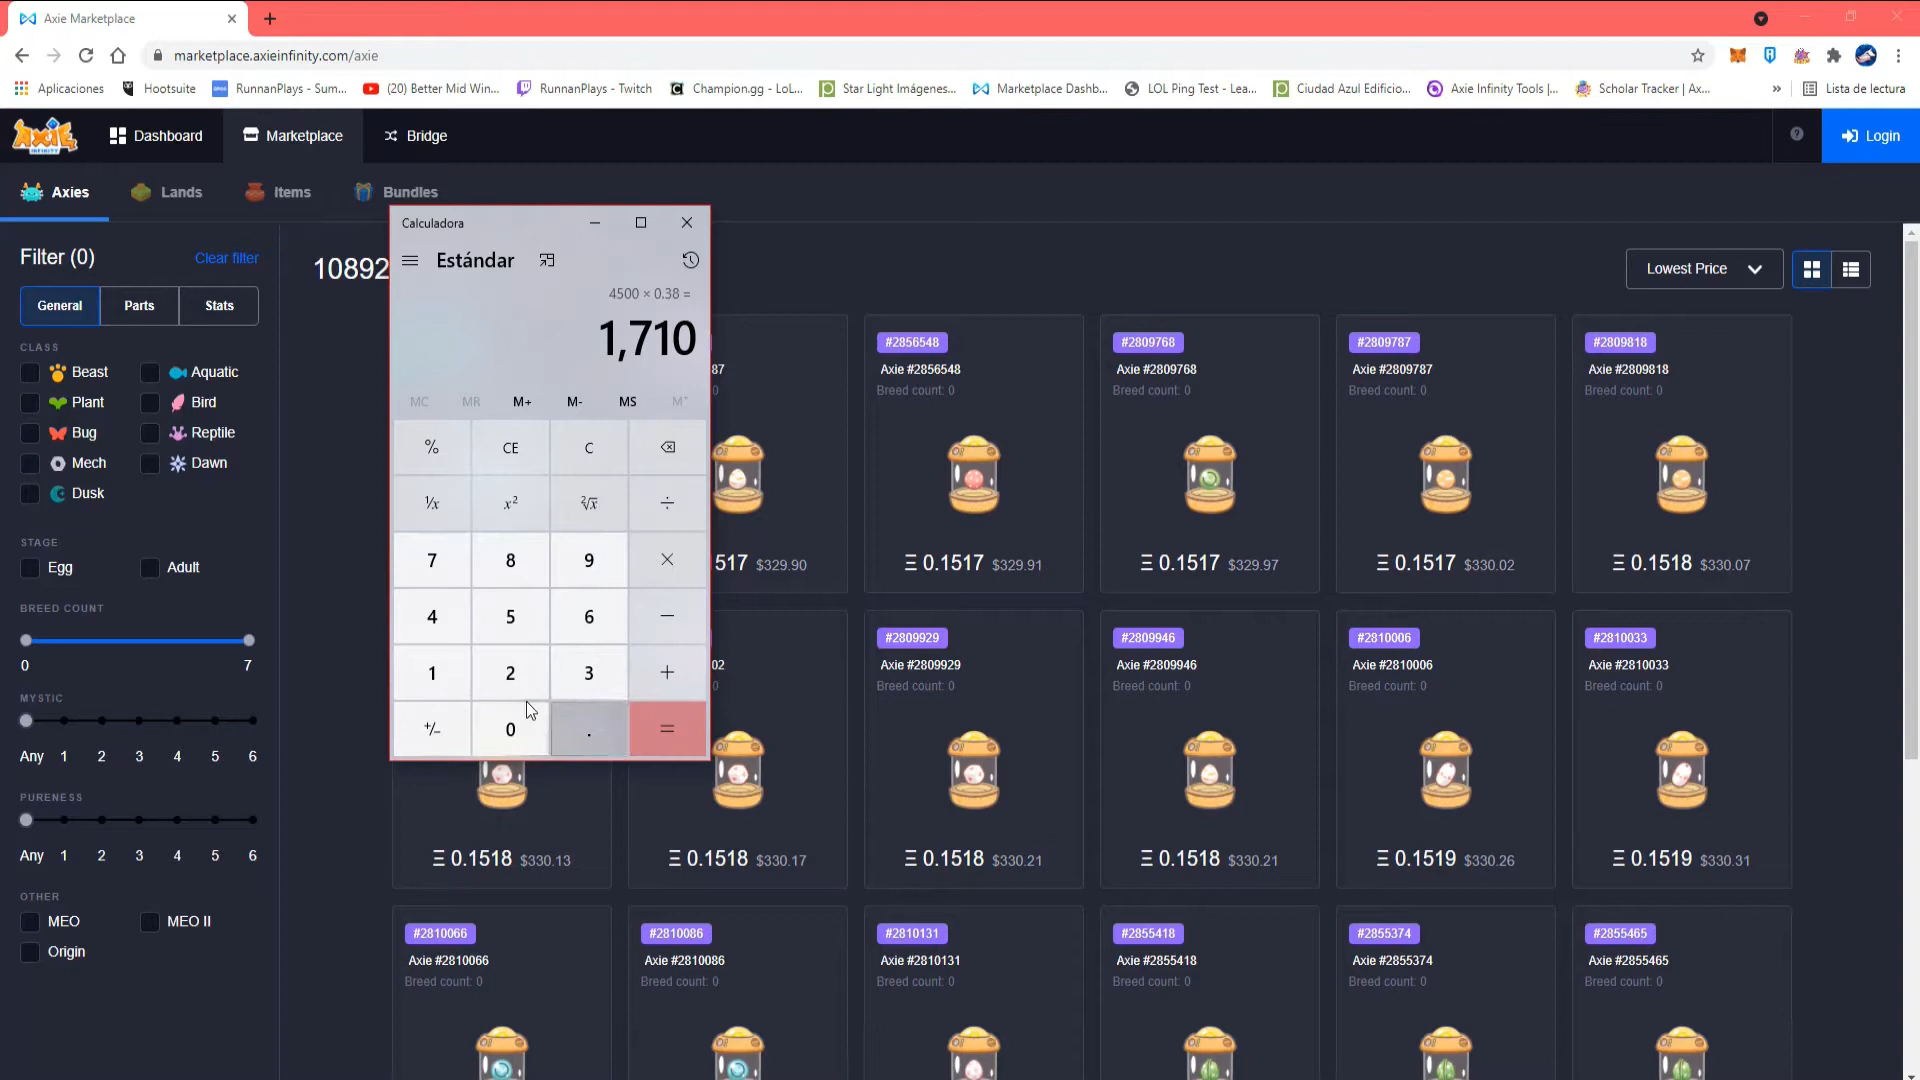 Axie Marketplace
marketplace.axieinfinity.com/axie
Aplicaciones
Hootsuite
RunnanPlays - Sum...
(20) Better Mid Win...
RunnanPlays - Twitch
Champion.gg - LoL...
Star Light Imágenes...
Marketplace Dashb...
LOL Ping Test - Lea...
Ciudad Azul Edificio...
Axie Infinity Tools |...
Scholar Tracker | Ax...
»
Lista de lectura
AXIE INFINITY
Dashboard
Marketplace
Bridge
Login
Axies
Lands
Items
Bundles
Filter (0)
Clear filter
General
Parts
Stats
CLASS
Beast
Aquatic
Plant
Bird
Bug
Reptile
Mech
Dawn
Dusk
STAGE
Egg
Adult
BREED COUNT
0
7
MYSTIC
Any 1 2 3 4 5 6
PURENESS
Any 1 2 3 4 5 6
OTHER
MEO
MEO II
Origin
10892
Lowest Price
Calculadora
Estándar
4500 × 0.38 =
1,710
MC MR M+ M- MS M˅
% CE C
⅟x x² ²√x ÷
7 8 9 ×
4 5 6 −
1 2 3 +
+/− 0 . =
87
517 $329.90
#2856548
Axie #2856548
Breed count: 0
Ξ 0.1517 $329.91
#2809768
Axie #2809768
Breed count: 0
Ξ 0.1517 $329.97
#2809787
Axie #2809787
Breed count: 0
Ξ 0.1517 $330.02
#2809818
Axie #2809818
Breed count: 0
Ξ 0.1518 $330.07
Ξ 0.1518 $330.13
02
0
Ξ 0.1518 $330.17
#2809929
Axie #2809929
Breed count: 0
Ξ 0.1518 $330.21
#2809946
Axie #2809946
Breed count: 0
Ξ 0.1518 $330.21
#2810006
Axie #2810006
Breed count: 0
Ξ 0.1519 $330.26
#2810033
Axie #2810033
Breed count: 0
Ξ 0.1519 $330.31
#2810066
Axie #2810066
Breed count: 0
#2810086
Axie #2810086
Breed count: 0
#2810131
Axie #2810131
Breed count: 0
#2855418
Axie #2855418
Breed count: 0
#2855374
Axie #2855374
Breed count: 0
#2855465
Axie #2855465
Breed count: 0